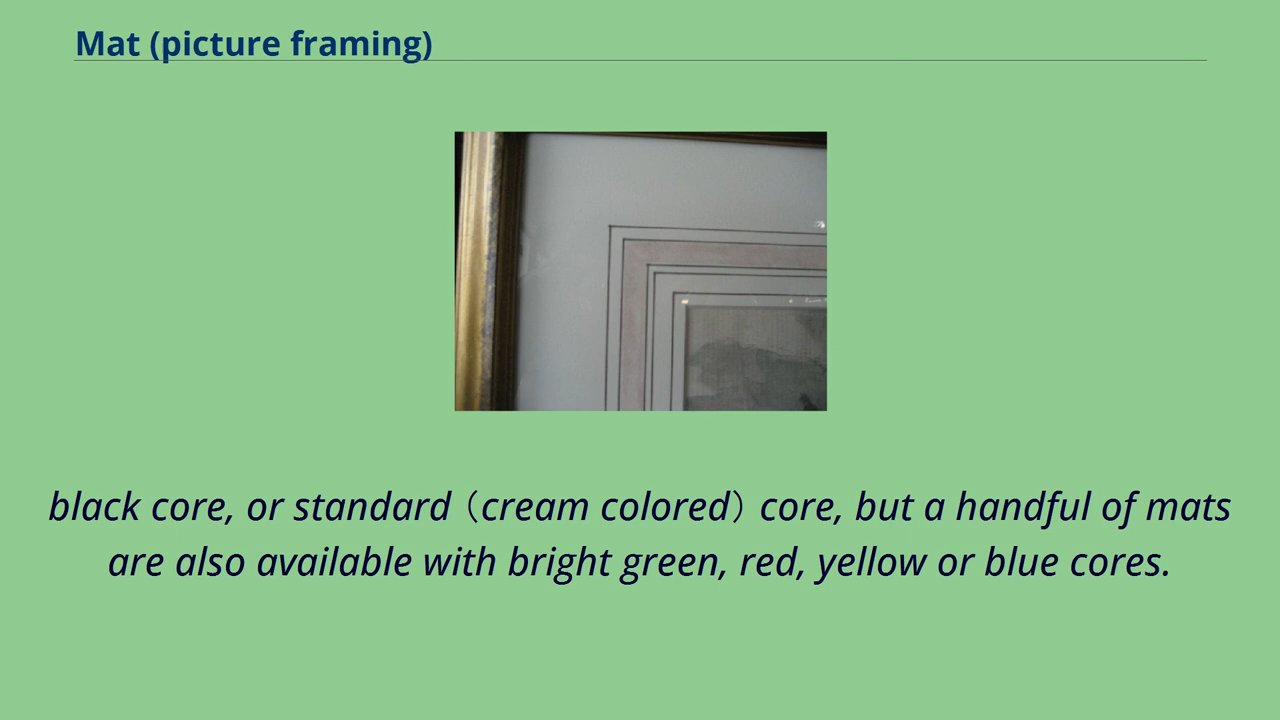 Mat (picture framing)
black core, or standard（cream colored）core, but a handful of mats
are also available with bright green, red, yellow or blue cores.